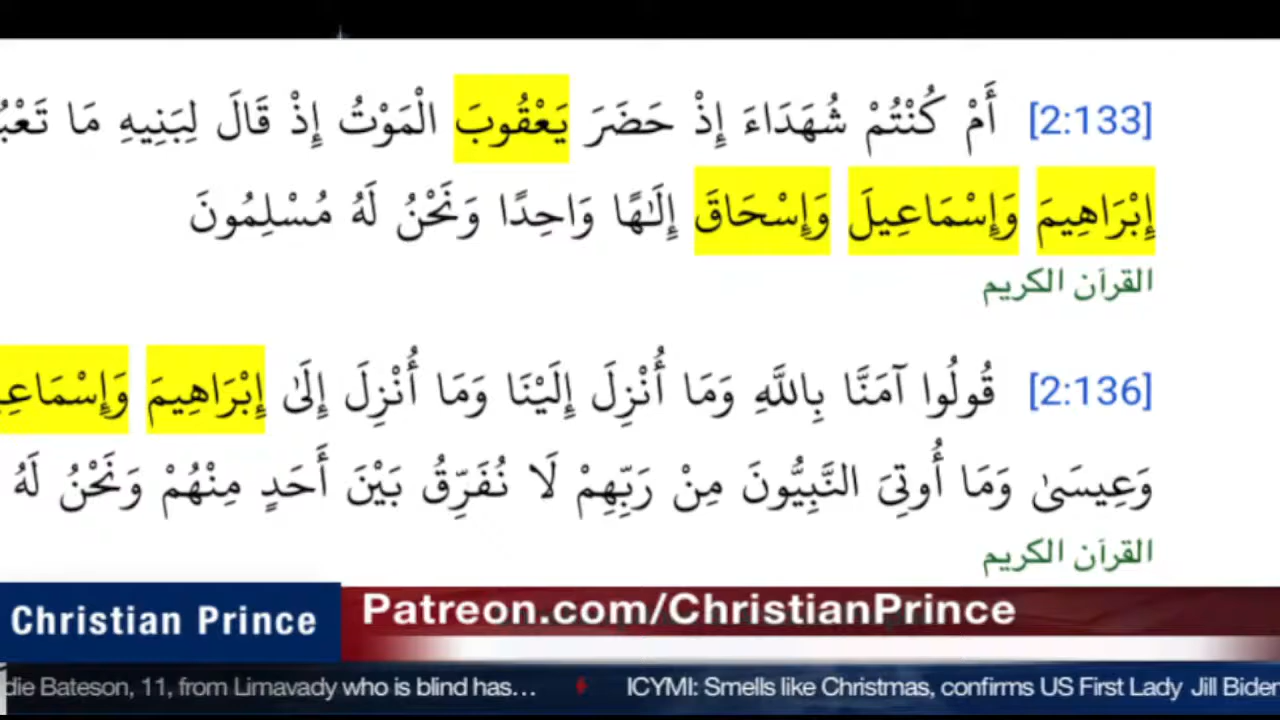 [2:133] أَمْ كُنْتُمْ شُهَدَاءَ إِذْ حَضَرَ يَعْقُوبَ الْمَوْتُ إِذْ قَالَ لِبَنِيهِ مَا
إِبْرَاهِيمَ وَإِسْمَاعِيلَ وَإِسْحَاقَ إِلَٰهًا وَاحِدًا وَنَحْنُ لَهُ مُسْلِمُونَ
القرآن الكريم
[2:136] قُولُوا آمَنَّا بِاللَّهِ وَمَا أُنْزِلَ إِلَيْنَا وَمَا أُنْزِلَ إِلَىٰ إِبْرَاهِيمَ
وَعِيسَىٰ وَمَا أُوتِيَ النَّبِيُّونَ مِنْ رَبِّهِمْ لَا نُفَرِّقُ بَيْنَ أَحَدٍ مِنْهُمْ وَنَحْنُ لَهُ
القرآن الكريم
Christian Prince
Patreon.com/ChristianPrince
die Bateson, 11, from Limavady who is blind has... ICYMI: Smells like Christmas, confirms US First Lady Jill Biden